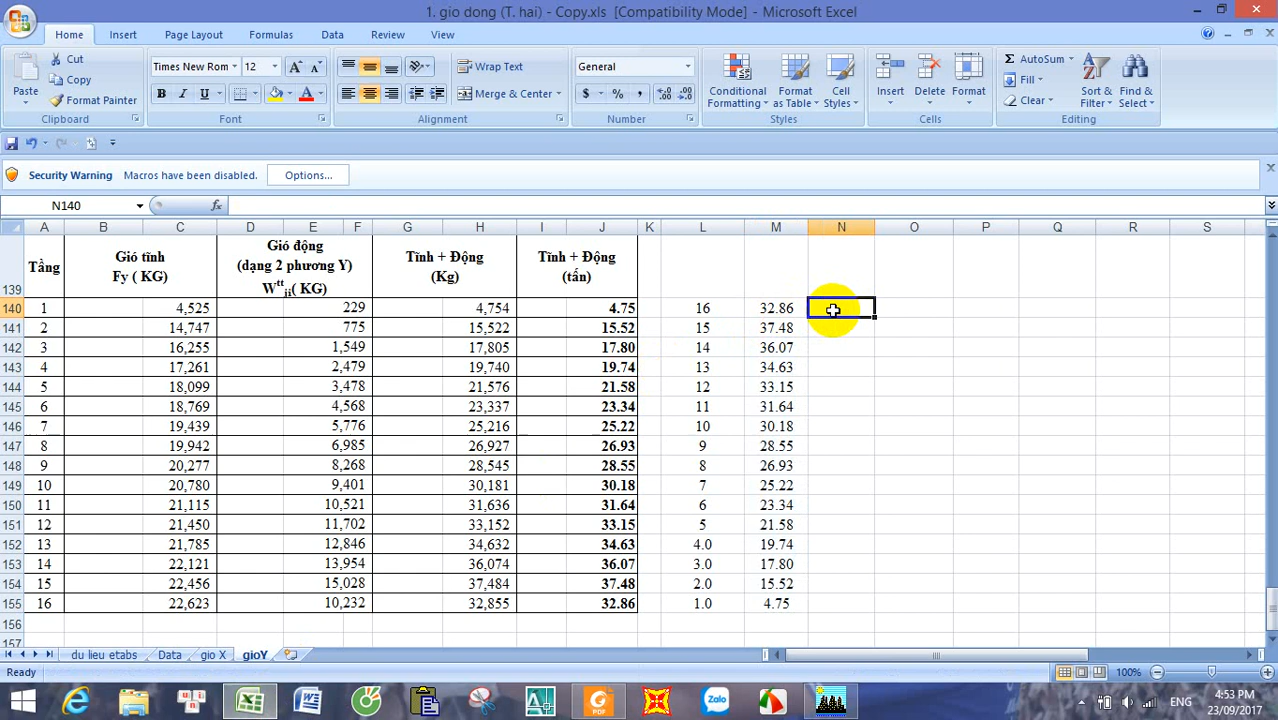 1. gio dong (T. hai) - Copy.xls [Compatibility Mode] - Microsoft Excel
Home Insert Page Layout Formulas Data Review View
Paste Cut Copy Format Painter Clipboard
Times New Rom 12 B I U Font
Wrap Text Merge & Center Alignment
General $ % , Number
Conditional Formatting Format as Table Cell Styles Styles
Insert Delete Format Cells
AutoSum Fill Clear Sort & Filter Find & Select Editing
Security Warning Macros have been disabled. Options...
N140 fx
A B C D E F G H I J K L M N O P Q R S
139 Tầng Gió tĩnh Gió động Tĩnh + Động Tĩnh + Động
Fy ( KG) (dạng 2 phương Y) (Kg) (tấn)
Wttji( KG)
140 1 4,525 229 4,754 4.75 16 32.86
141 2 14,747 775 15,522 15.52 15 37.48
142 3 16,255 1,549 17,805 17.80 14 36.07
143 4 17,261 2,479 19,740 19.74 13 34.63
144 5 18,099 3,478 21,576 21.58 12 33.15
145 6 18,769 4,568 23,337 23.34 11 31.64
146 7 19,439 5,776 25,216 25.22 10 30.18
147 8 19,942 6,985 26,927 26.93 9 28.55
148 9 20,277 8,268 28,545 28.55 8 26.93
149 10 20,780 9,401 30,181 30.18 7 25.22
150 11 21,115 10,521 31,636 31.64 6 23.34
151 12 21,450 11,702 33,152 33.15 5 21.58
152 13 21,785 12,846 34,632 34.63 4.0 19.74
153 14 22,121 13,954 36,074 36.07 3.0 17.80
154 15 22,456 15,028 37,484 37.48 2.0 15.52
155 16 22,623 10,232 32,855 32.86 1.0 4.75
156
157
du lieu etabs Data gio X gioY
Ready 100%
Zalo ENG 4:53 PM
23/09/2017